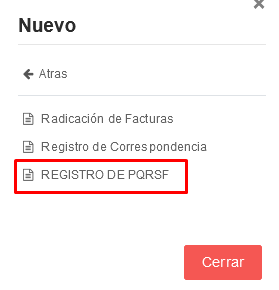 Nuevo
Atras
Radicación de Facturas
Registro de Correspondencia
REGISTRO DE PQRSF
Cerrar